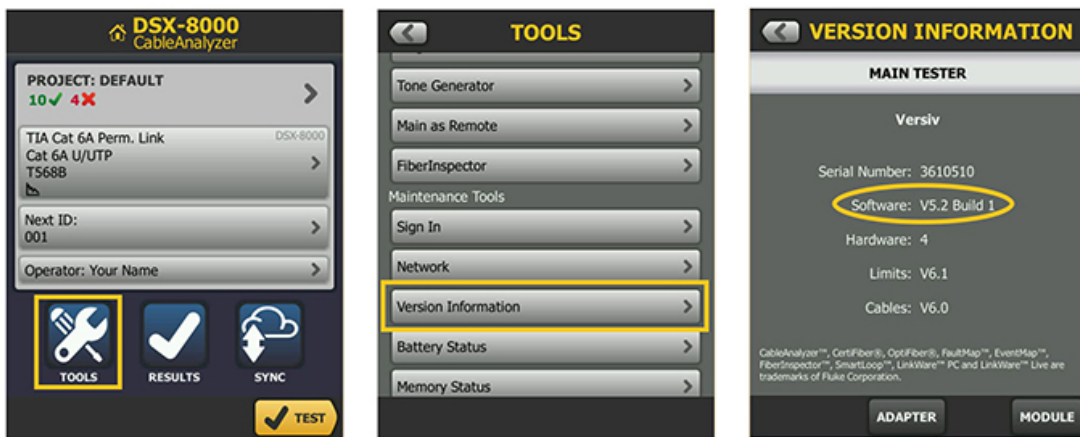 DSX-8000
CableAnalyzer
PROJECT: DEFAULT
10 4
TIA Cat 6A Perm. Link
DSX-8000
Cat 6A U/UTP
T568B
Next ID:
001
Operator: Your Name
TOOLS
RESULTS
SYNC
TEST
TOOLS
Tone Generator
Main as Remote
FiberInspector
Maintenance Tools
Sign In
Network
Version Information
Battery Status
Memory Status
VERSION INFORMATION
MAIN TESTER
Versiv
Serial Number: 3610510
Software: V5.2 Build 1
Hardware: 4
Limits: V6.1
Cables: V6.0
CableAnalyzer™, CertiFiber®, OptiFiber®, FaultMap™, EventMap™,
FiberInspector™, SmartLoop™, LinkWare™ PC and LinkWare™ Live are
trademarks of Fluke Corporation.
ADAPTER
MODULE